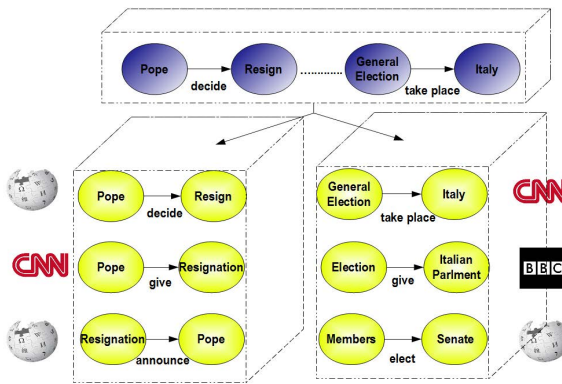 Pope
decide
Resign
............
General
Election
take place
Italy
Pope
decide
Resign
General
Election
take place
Italy
CNN
CNN
Pope
give
Resignation
Election
give
Italian
Parlment
BBC
Resignation
announce
Pope
Members
elect
Senate